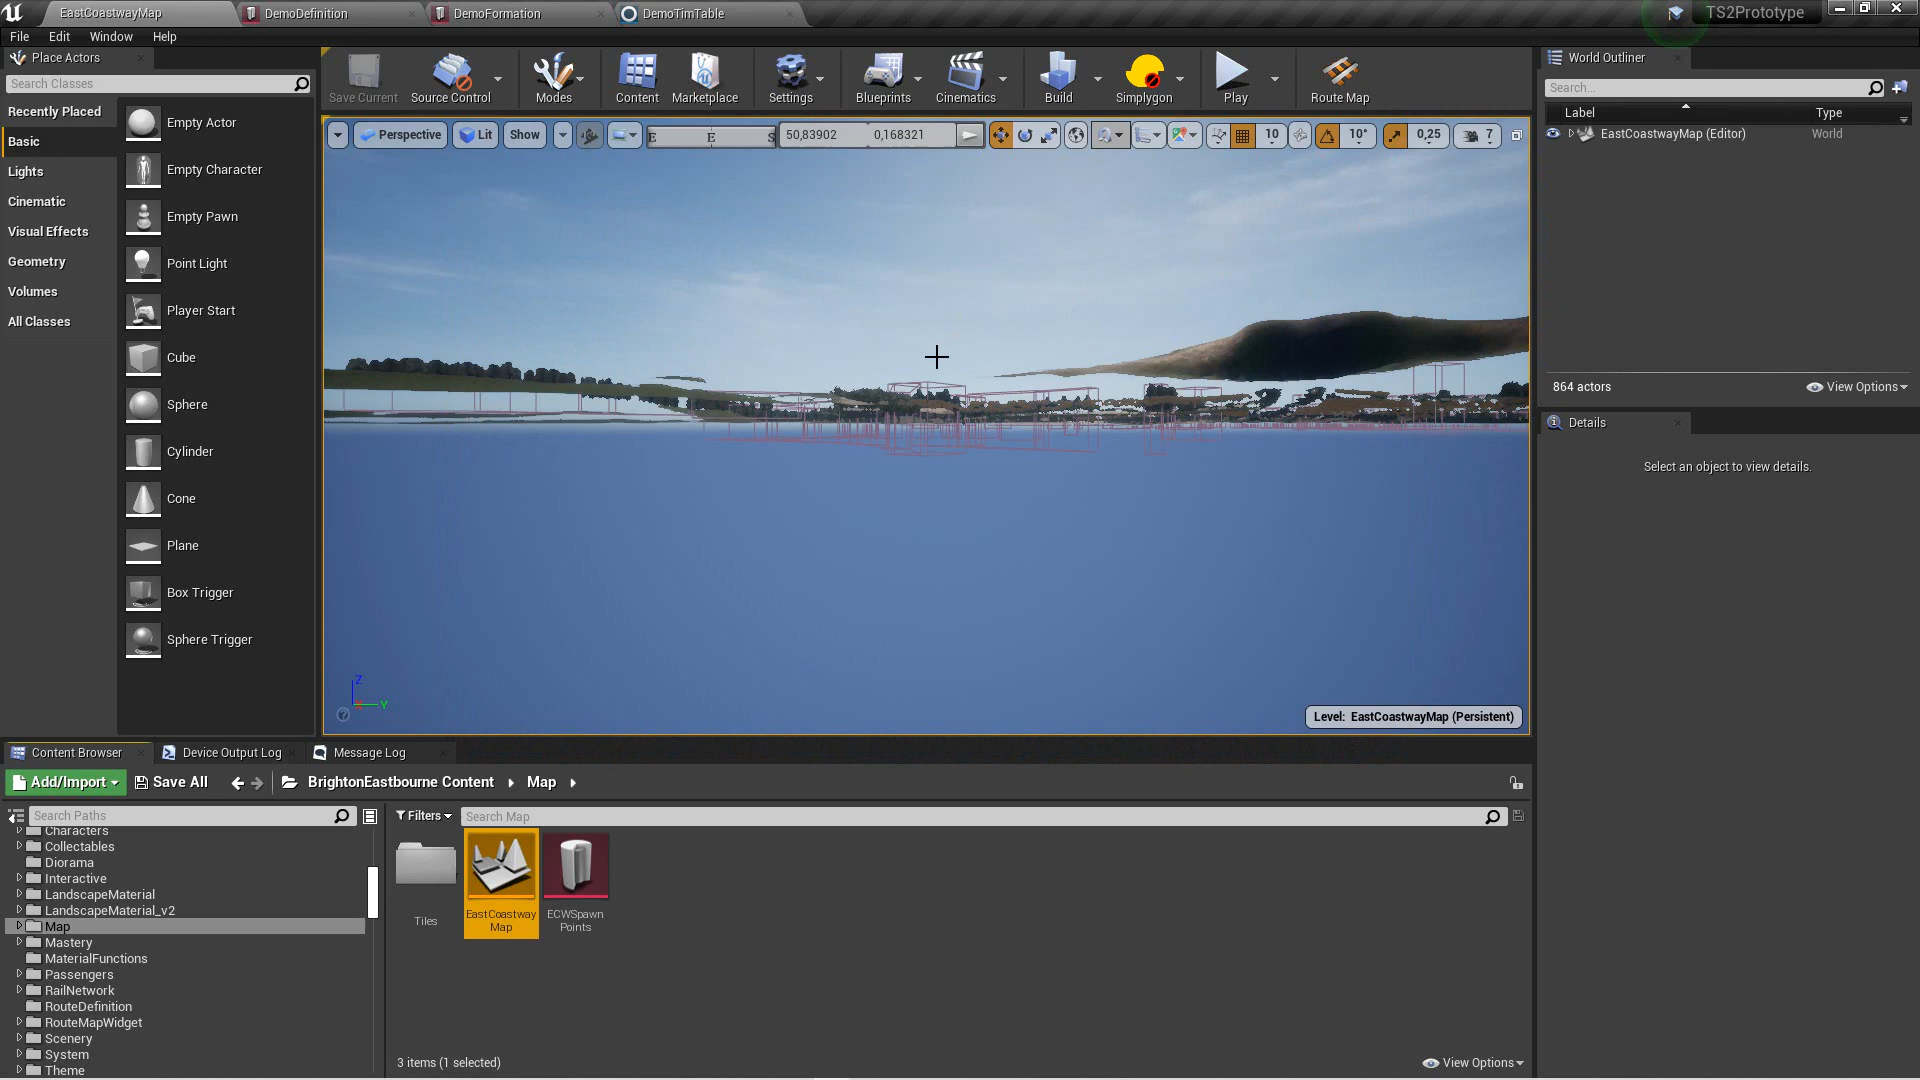 EastCoastwayMap
DemoDefinition
DemoFormation
DemoTimTable
TS2Prototype
File Edit Window Help
Place Actors
Search Classes
Recently Placed
Basic
Lights
Cinematic
Visual Effects
Geometry
Volumes
All Classes
Empty Actor
Empty Character
Empty Pawn
Point Light
Player Start
Cube
Sphere
Cylinder
Cone
Plane
Box Trigger
Sphere Trigger
Save Current
Source Control
Modes
Content
Marketplace
Settings
Blueprints
Cinematics
Build
Simplygon
Play
Route Map
Perspective
Lit
Show
E E S
50,83902 0,168321
10
10°
0,25
7
Z
X
Y
Level: EastCoastwayMap (Persistent)
World Outliner
Search...
Label Type
EastCoastwayMap (Editor) World
864 actors
View Options
Details
Select an object to view details.
Content Browser
Device Output Log
Message Log
Add/Import
Save All
BrightonEastbourne Content
Map
Search Paths
Filters
Search Map
Characters
Collectables
Diorama
Interactive
LandscapeMaterial
LandscapeMaterial_v2
Map
Mastery
MaterialFunctions
Passengers
RailNetwork
RouteDefinition
RouteMapWidget
Scenery
System
Theme
Tiles
EastCoastway
Map
ECWSpawn
Points
3 items (1 selected)
View Options